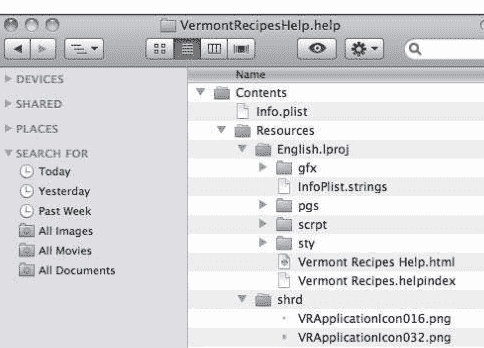 VermontRecipesHelp.help
Name
DEVICES
SHARED
PLACES
SEARCH FOR
Today
Yesterday
Past Week
All Images
All Movies
All Documents
Contents
Info.plist
Resources
English.lproj
gfx
InfoPlist.strings
pgs
scrpt
sty
Vermont Recipes Help.html
Vermont Recipes.helpindex
shrd
VRApplicationIcon016.png
VRApplicationIcon032.png